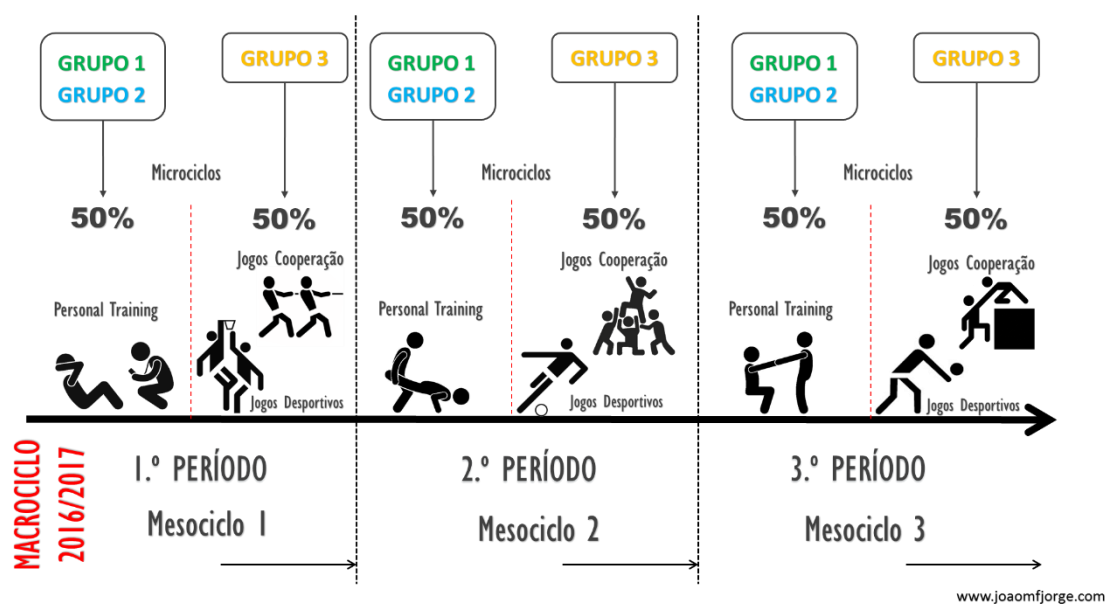 GRUPO 1
GRUPO 2
GRUPO 3
GRUPO 1
GRUPO 2
GRUPO 3
GRUPO 1
GRUPO 2
GRUPO 3
Microciclos
Microciclos
Microciclos
50%
50%
50%
50%
50%
50%
Jogos Cooperação
Jogos Cooperação
Jogos Cooperação
Personal Training
Personal Training
Personal Training
Jogos Desportivos
Jogos Desportivos
Jogos Desportivos
MACROCICLO
2016/2017
1.º PERÍODO
2.º PERÍODO
3.º PERÍODO
Mesociclo 1
Mesociclo 2
Mesociclo 3
www.joaomfjorge.com